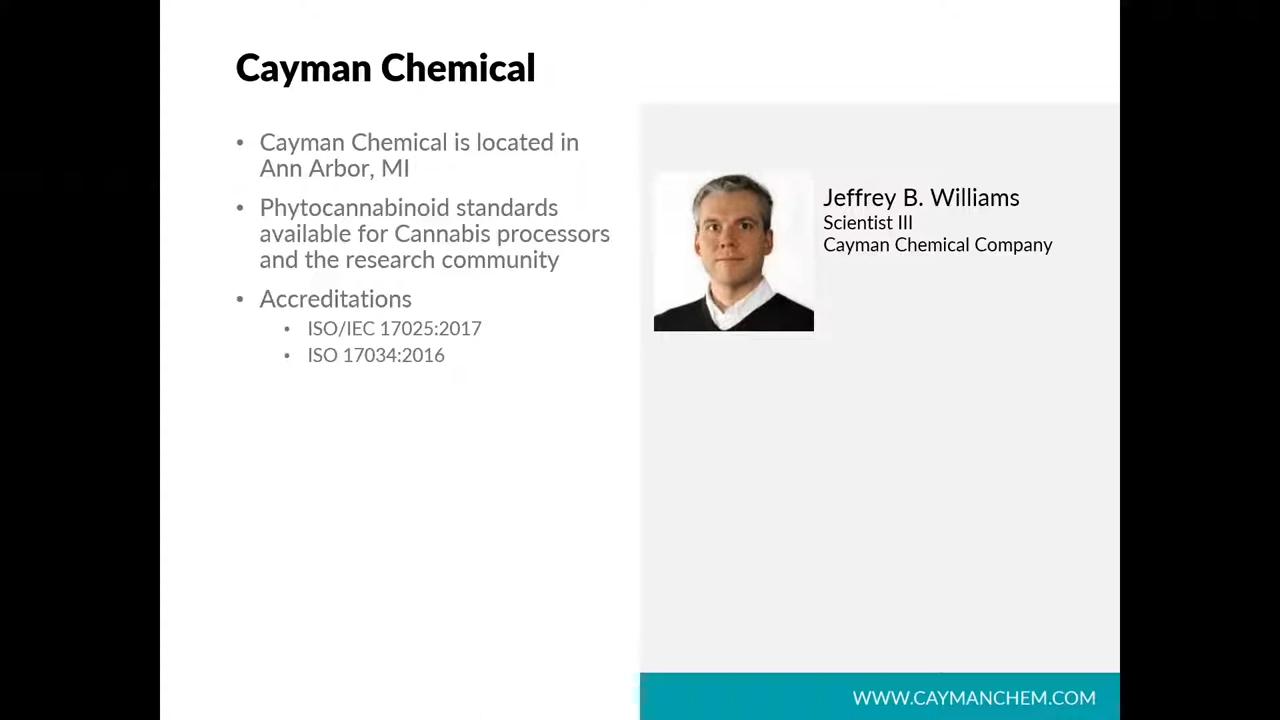 Cayman Chemical
• Cayman Chemical is located in
Ann Arbor, MI
• Phytocannabinoid standards
available for Cannabis processors
and the research community
• Accreditations
• ISO/IEC 17025:2017
• ISO 17034:2016
Jeffrey B. Williams
Scientist III
Cayman Chemical Company
WWW.CAYMANCHEM.COM